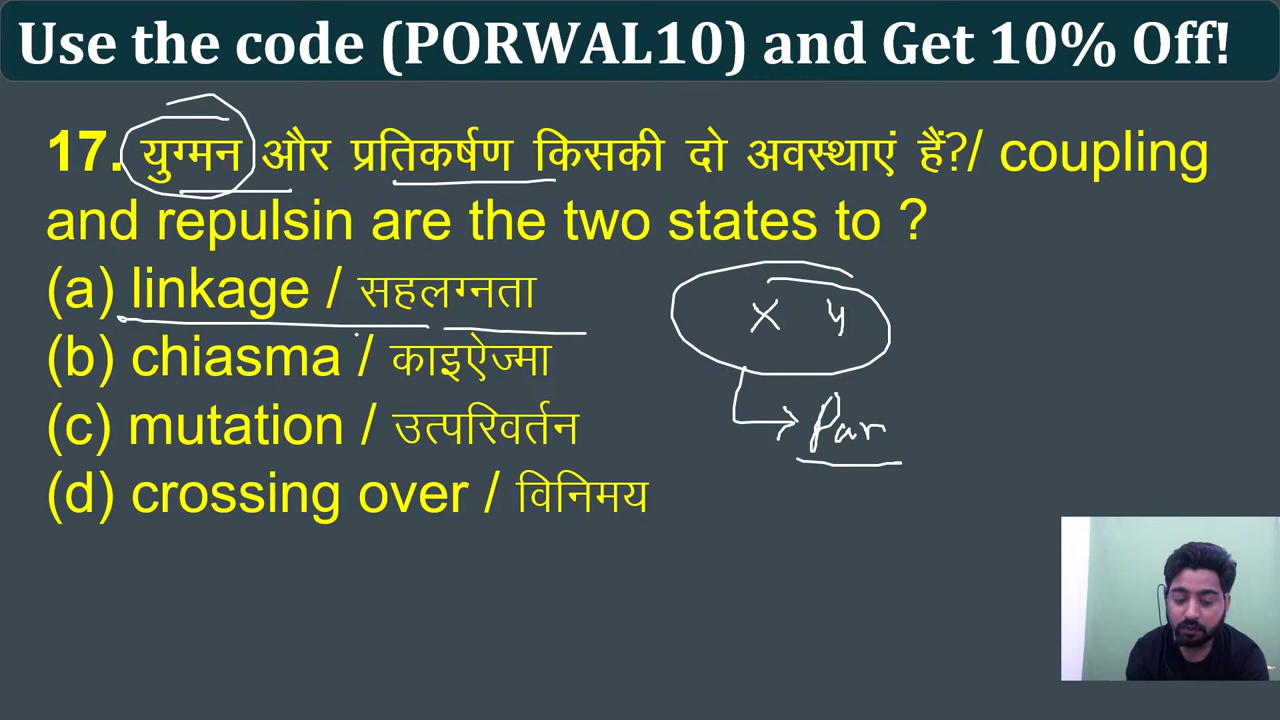 Use the code (PORWAL10) and Get 10% Off!
17. युग्मन और प्रतिकर्षण किसकी दो अवस्थाएं हैं?/ coupling
and repulsin are the two states to ?
(a) linkage / सहलग्नता
X Y
(b) chiasma / काइऐज्मा
(c) mutation / उत्परिवर्तन
Par
(d) crossing over / विनिमय